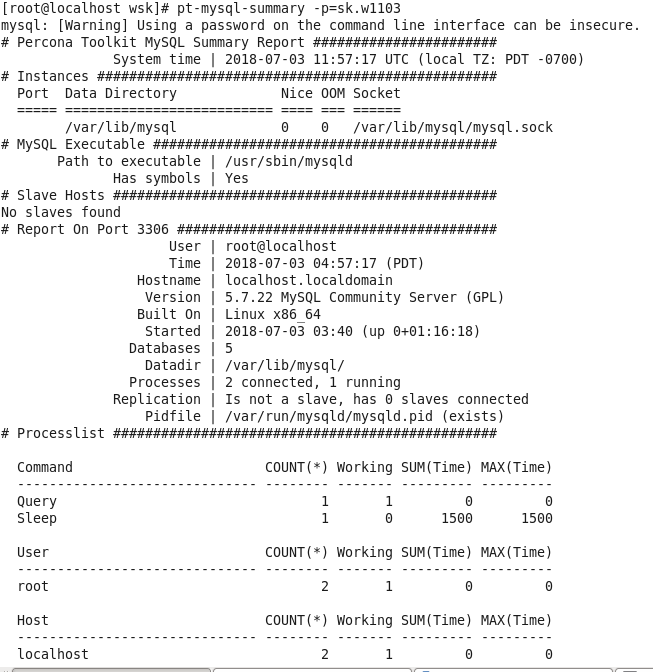 [root@localhost wsk]# pt-mysql-summary -p=sk.w1103
mysql: [Warning] Using a password on the command line interface can be insecure.
# Percona Toolkit MySQL Summary Report #######################
              System time | 2018-07-03 11:57:17 UTC (local TZ: PDT -0700)
# Instances ##################################################
  Port  Data Directory             Nice OOM Socket
  ===== ========================== ==== === ======
        /var/lib/mysql             0    0   /var/lib/mysql/mysql.sock
# MySQL Executable ###########################################
       Path to executable | /usr/sbin/mysqld
              Has symbols | Yes
# Slave Hosts ################################################
No slaves found
# Report On Port 3306 ########################################
                     User | root@localhost
                     Time | 2018-07-03 04:57:17 (PDT)
                 Hostname | localhost.localdomain
                  Version | 5.7.22 MySQL Community Server (GPL)
                 Built On | Linux x86_64
                  Started | 2018-07-03 03:40 (up 0+01:16:18)
                Databases | 5
                  Datadir | /var/lib/mysql/
                Processes | 2 connected, 1 running
              Replication | Is not a slave, has 0 slaves connected
                  Pidfile | /var/run/mysqld/mysqld.pid (exists)
# Processlist ################################################
  Command                        COUNT(*) Working SUM(Time) MAX(Time)
  ------------------------------ -------- ------- --------- ---------
  Query                                 1       1         0         0
  Sleep                                 1       0      1500      1500
  User                           COUNT(*) Working SUM(Time) MAX(Time)
  ------------------------------ -------- ------- --------- ---------
  root                                  2       1         0         0
  Host                           COUNT(*) Working SUM(Time) MAX(Time)
  ------------------------------ -------- ------- --------- ---------
  localhost                             2       1         0         0